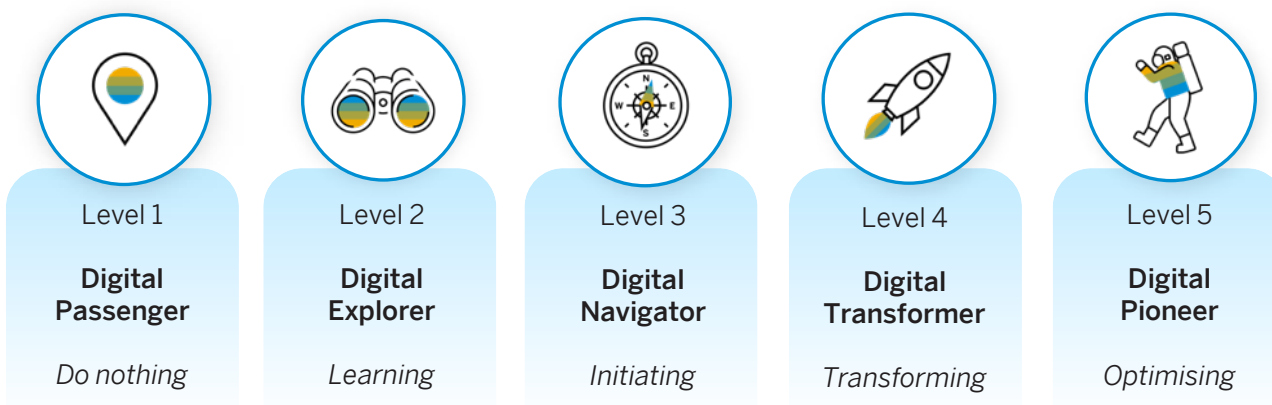 N
W E
S
Level 1
Digital
Passenger
Do nothing
Level 2
Digital
Explorer
Learning
Level 3
Digital
Navigator
Initiating
Level 4
Digital
Transformer
Transforming
Level 5
Digital
Pioneer
Optimising